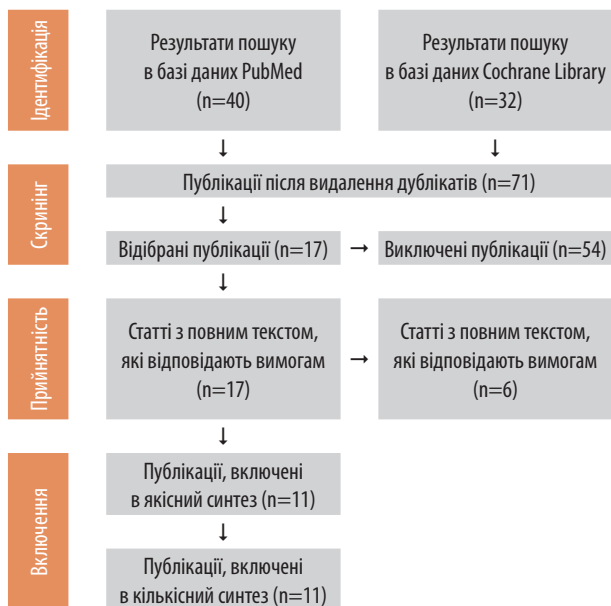 Ідентифікація
Результати пошуку
в базі даних PubMed
(n=40)
Результати пошуку
в базі даних Cochrane Library
(n=32)
Скринінг
Публікації після видалення дублікатів (n=71)
Відібрані публікації (n=17)
Виключені публікації (n=54)
Прийнятність
Статті з повним текстом,
які відповідають вимогам
(n=17)
Статті з повним текстом,
які відповідають вимогам
(n=6)
Включення
Публікації, включені
в якісний синтез (n=11)
Публікації, включені
в кількісний синтез (n=11)